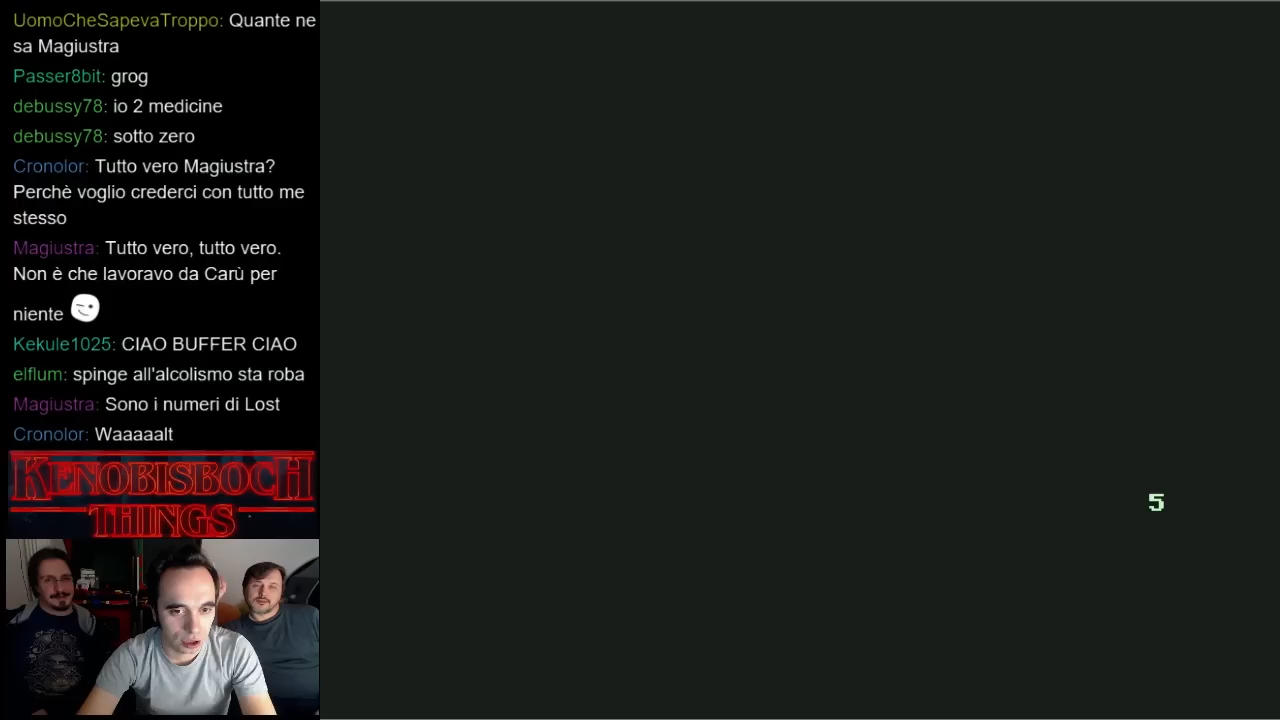 UomoCheSapevaTroppo: Quante ne
sa Magiustra
Passer8bit: grog
debussy78: io 2 medicine
debussy78: sotto zero
Cronolor: Tutto vero Magiustra?
Perchè voglio crederci con tutto me
stesso
Magiustra: Tutto vero, tutto vero.
Non è che lavoravo da Carù per
niente
Kekule1025: CIAO BUFFER CIAO
elflum: spinge all'alcolismo sta roba
Magiustra: Sono i numeri di Lost
Cronolor: Waaaaalt
KENOBISBOCH
THINGS
5